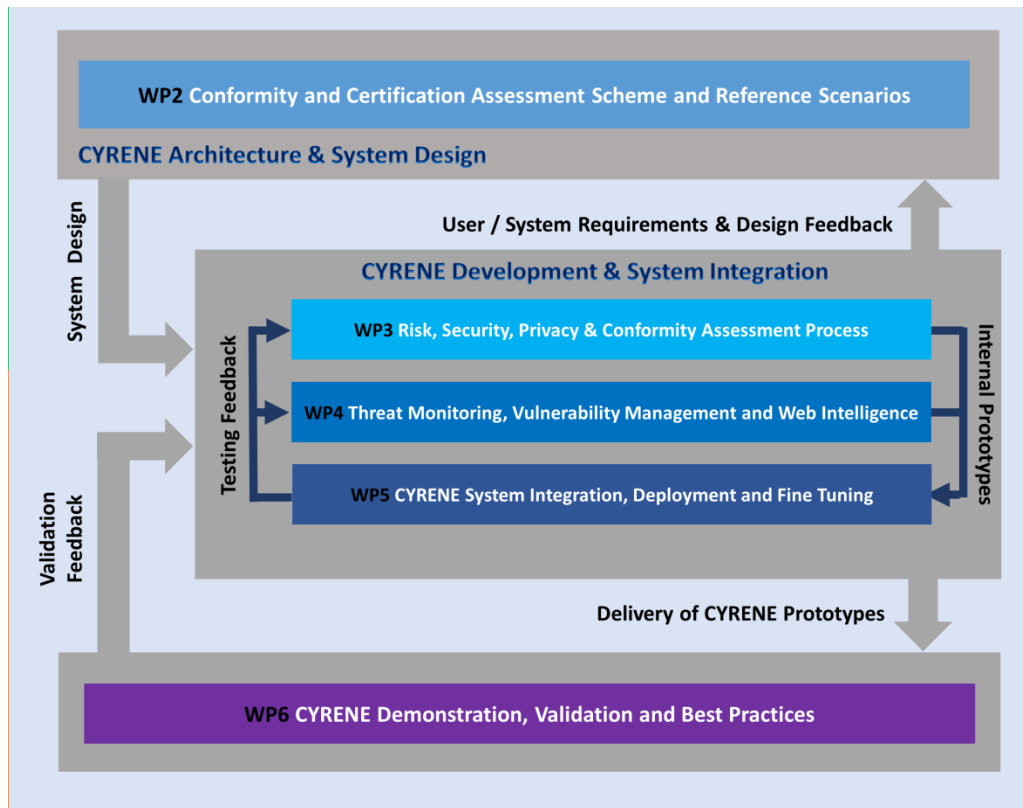 WP2 Conformity and Certification Assessment Scheme and Reference Scenarios
CYRENE Architecture & System Design
System Design
User / System Requirements & Design Feedback
CYRENE Development & System Integration
Testing Feedback
WP3 Risk, Security, Privacy & Conformity Assessment Process
WP4 Threat Monitoring, Vulnerability Management and Web Intelligence
WP5 CYRENE System Integration, Deployment and Fine Tuning
Internal Prototypes
Validation
Feedback
Delivery of CYRENE Prototypes
WP6 CYRENE Demonstration, Validation and Best Practices